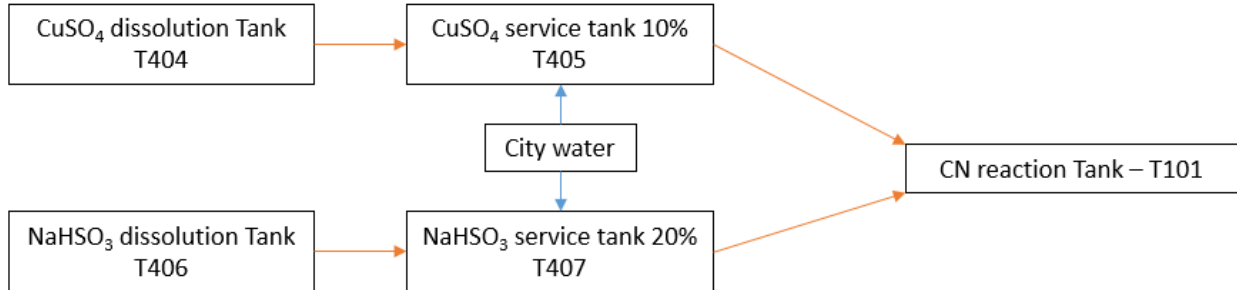 CuSO₄ dissolution Tank
T404
CuSO₄ service tank 10%
T405
City water
CN reaction Tank – T101
NaHSO₃ dissolution Tank
T406
NaHSO₃ service tank 20%
T407